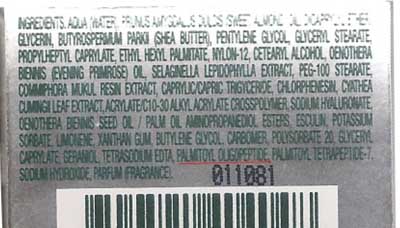 INGREDIENTS: AQUA (WATER), PRUNUS AMYGDALUS DULCIS (SWEET ALMOND) OIL, DICAPRYLYL ETHER,
GLYCERIN, BUTYROSPERMUM PARKII (SHEA BUTTER), PENTYLENE GLYCOL, GLYCERYL STEARATE,
PROPYLHEPTYL CAPRYLATE, ETHYL HEXYL PALMITATE, NYLON-12, CETEARYL ALCOHOL, OENOTHERA
BIENNIS (EVENING PRIMROSE) OIL, SELAGINELLA LEPIDOPHYLLA EXTRACT, PEG-100 STEARATE,
COMMIPHORA MUKUL RESIN EXTRACT, CAPRYLIC/CAPRIC TRIGYCERIDE, CHLORPHENESIN, CYATHEA
CUMINGII LEAF EXTRACT, ACRYLATE/C10-30 ALKYL ACRYLATE CROSSPOLYMER, SODIUM HYALURONATE,
OENOTHERA BIENNIS SEED OIL / PALM OIL AMINOPROPANEDIOL ESTERS, ESCULIN, POTASSIUM
SORBATE, LIMONENE, XANTHAN GUM, BUTYLENE GLYCOL, CARBOMER, POLYSORBATE 20, GLYCERYL
CAPRYLATE, GERANIOL, TETRASODIUM EDTA, PALMITOYL OLIGOPEPTIDE, PALMITOYL TETRAPEPTIDE-7,
SODIUM HYDROXIDE, PARFUM (FRAGRANCE).
011081